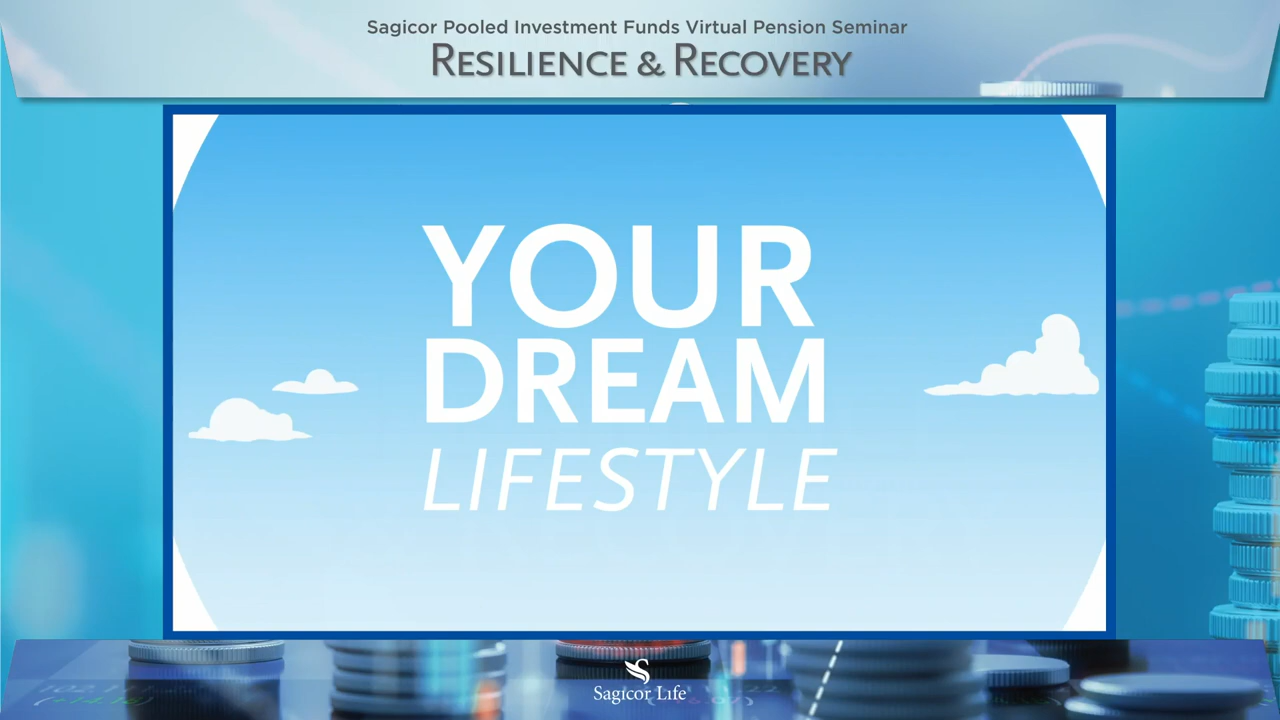 Sagicor Pooled Investment Funds Virtual Pension Seminar
RESILIENCE & RECOVERY
YOUR
DREAM
LIFESTYLE
Sagicor Life